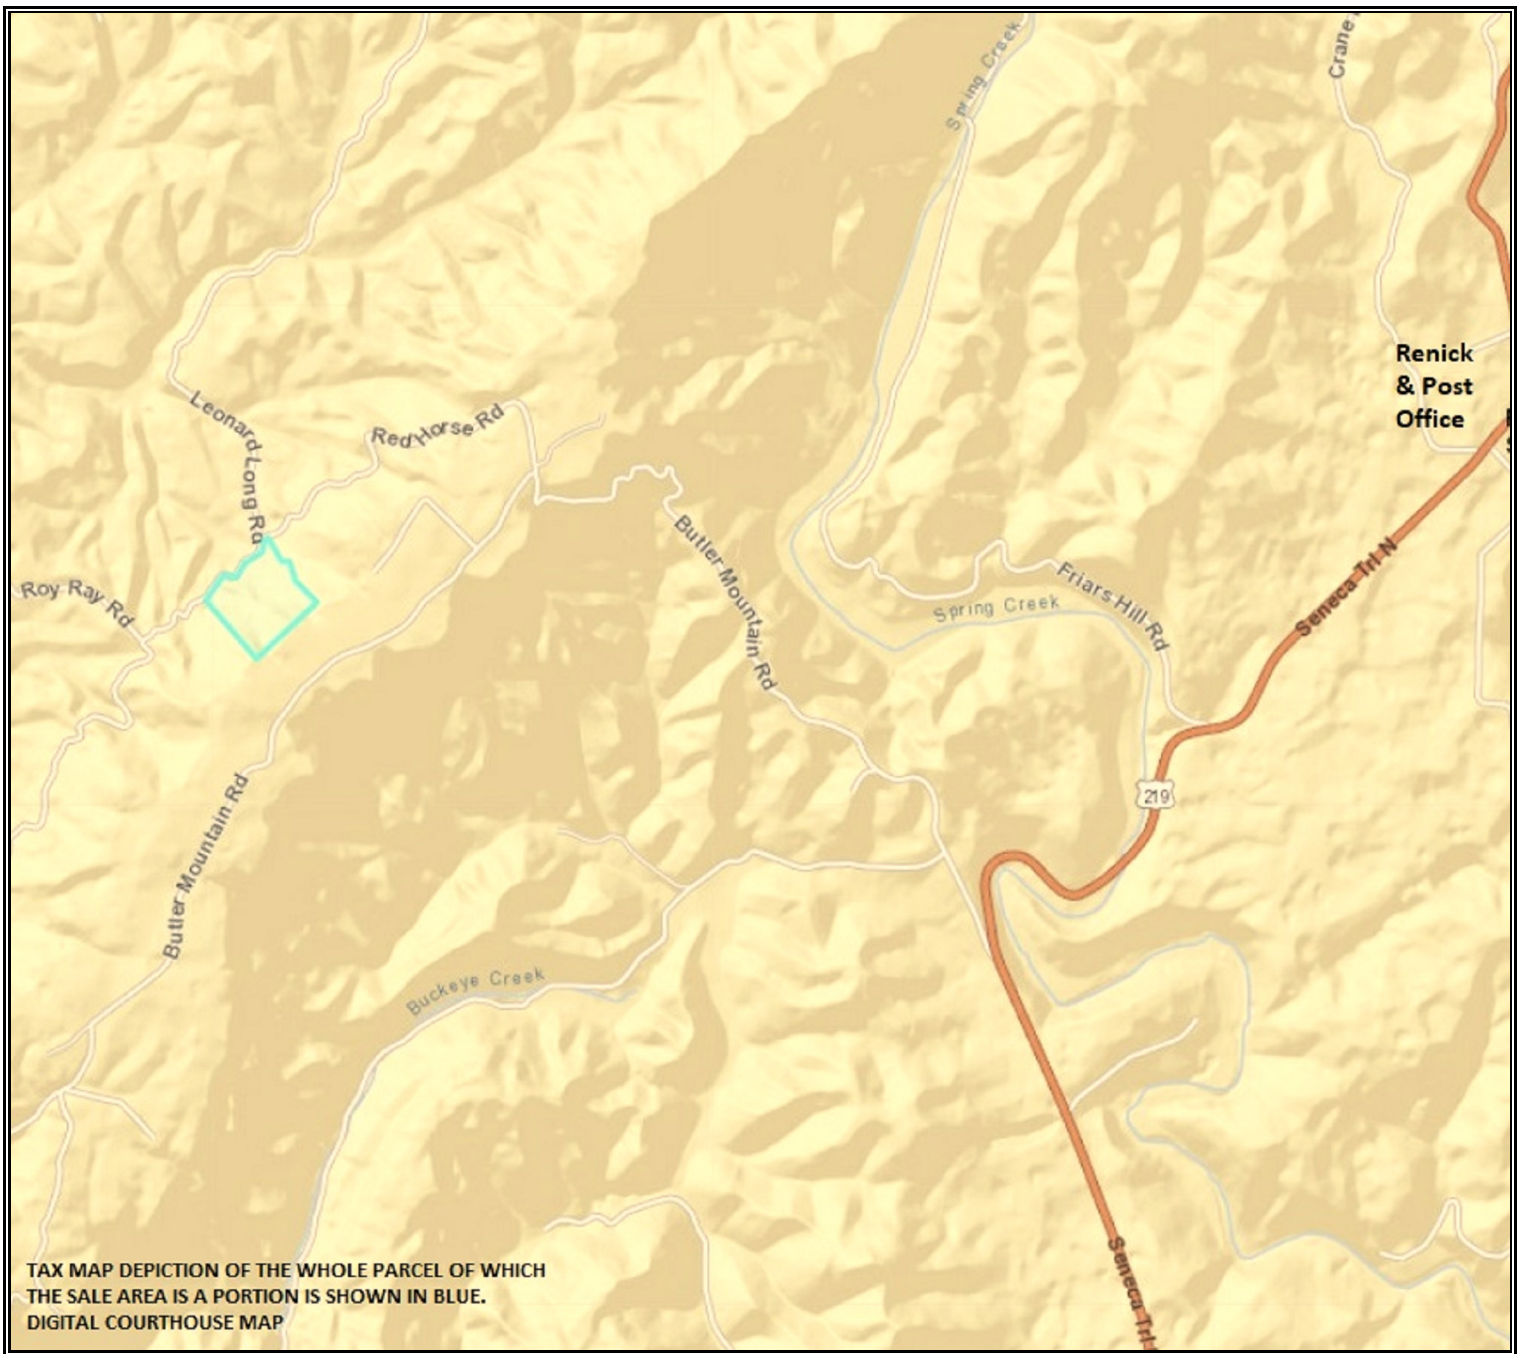 Spring Creek
Crane
Renick
& Post
Office
Leonard Long Rd
Red Horse Rd
Butler Mountain Rd
Roy Ray Rd
Spring Creek
Friars Hill Rd
Seneca Trl N
219
Butler Mountain Rd
Buckeye Creek
Seneca Trl
TAX MAP DEPICTION OF THE WHOLE PARCEL OF WHICH
THE SALE AREA IS A PORTION IS SHOWN IN BLUE.
DIGITAL COURTHOUSE MAP